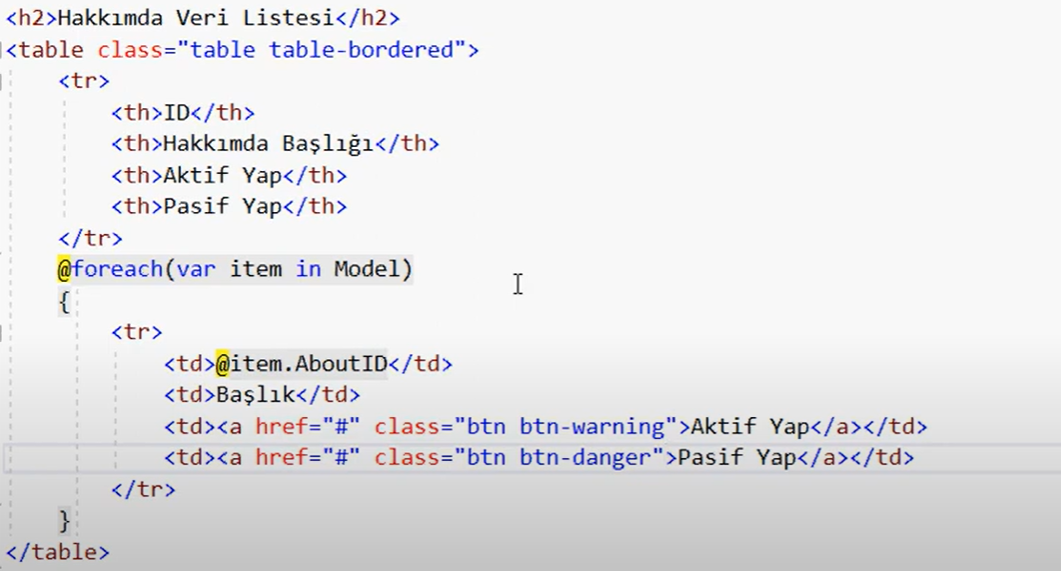 <h2>Hakkımda Veri Listesi</h2>
<table class="table table-bordered">
<tr>
<th>ID</th>
<th>Hakkımda Başlığı</th>
<th>Aktif Yap</th>
<th>Pasif Yap</th>
</tr>
@foreach(var item in Model)
{
<tr>
<td>@item.AboutID</td>
<td>Başlık</td>
<td><a href="#" class="btn btn-warning">Aktif Yap</a></td>
<td><a href="#" class="btn btn-danger">Pasif Yap</a></td>
</tr>
}
</table>